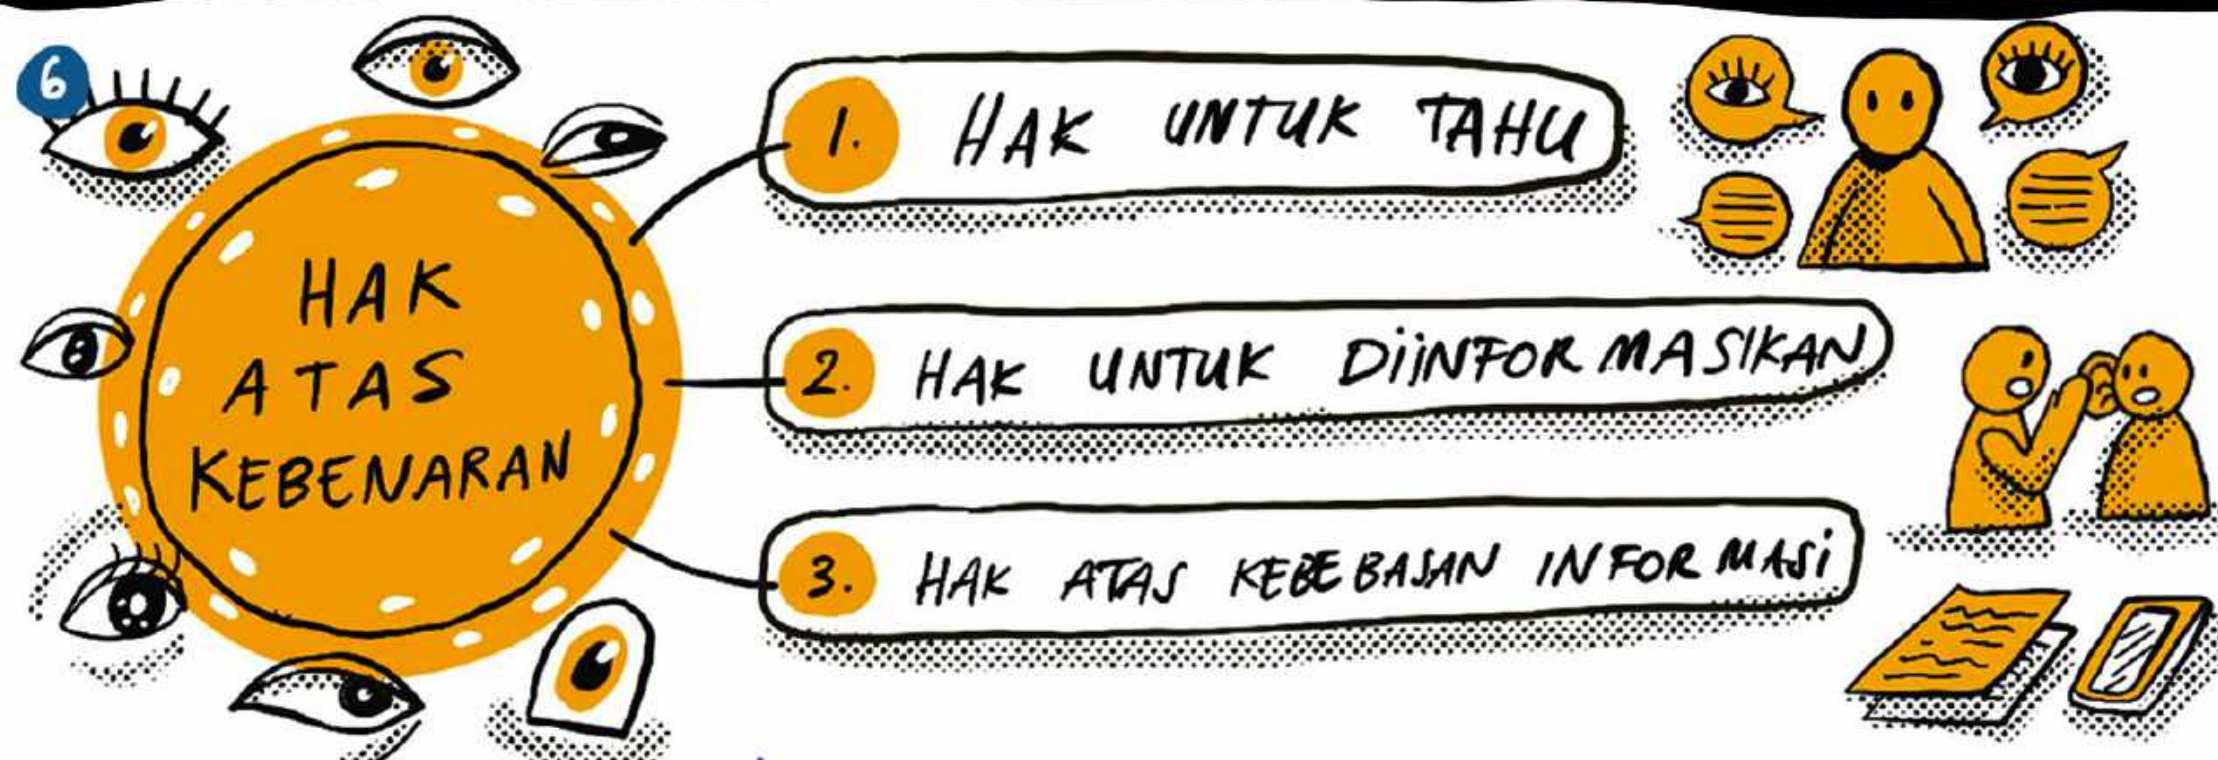 6
HAK
ATAS
KEBENARAN
1. HAK UNTUK TAHU
2. HAK UNTUK DIINFORMASIKAN
3. HAK ATAS KEBEBASAN INFORMASI